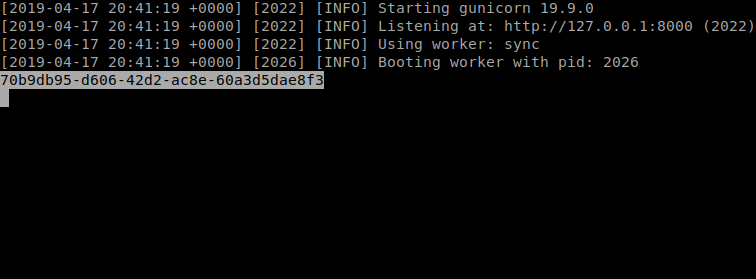 [2019-04-17 20:41:19 +0000] [2022] [INFO] Starting gunicorn 19.9.0
[2019-04-17 20:41:19 +0000] [2022] [INFO] Listening at: http://127.0.0.1:8000 (2022)
[2019-04-17 20:41:19 +0000] [2022] [INFO] Using worker: sync
[2019-04-17 20:41:19 +0000] [2026] [INFO] Booting worker with pid: 2026
70b9db95-d606-42d2-ac8e-60a3d5dae8f3